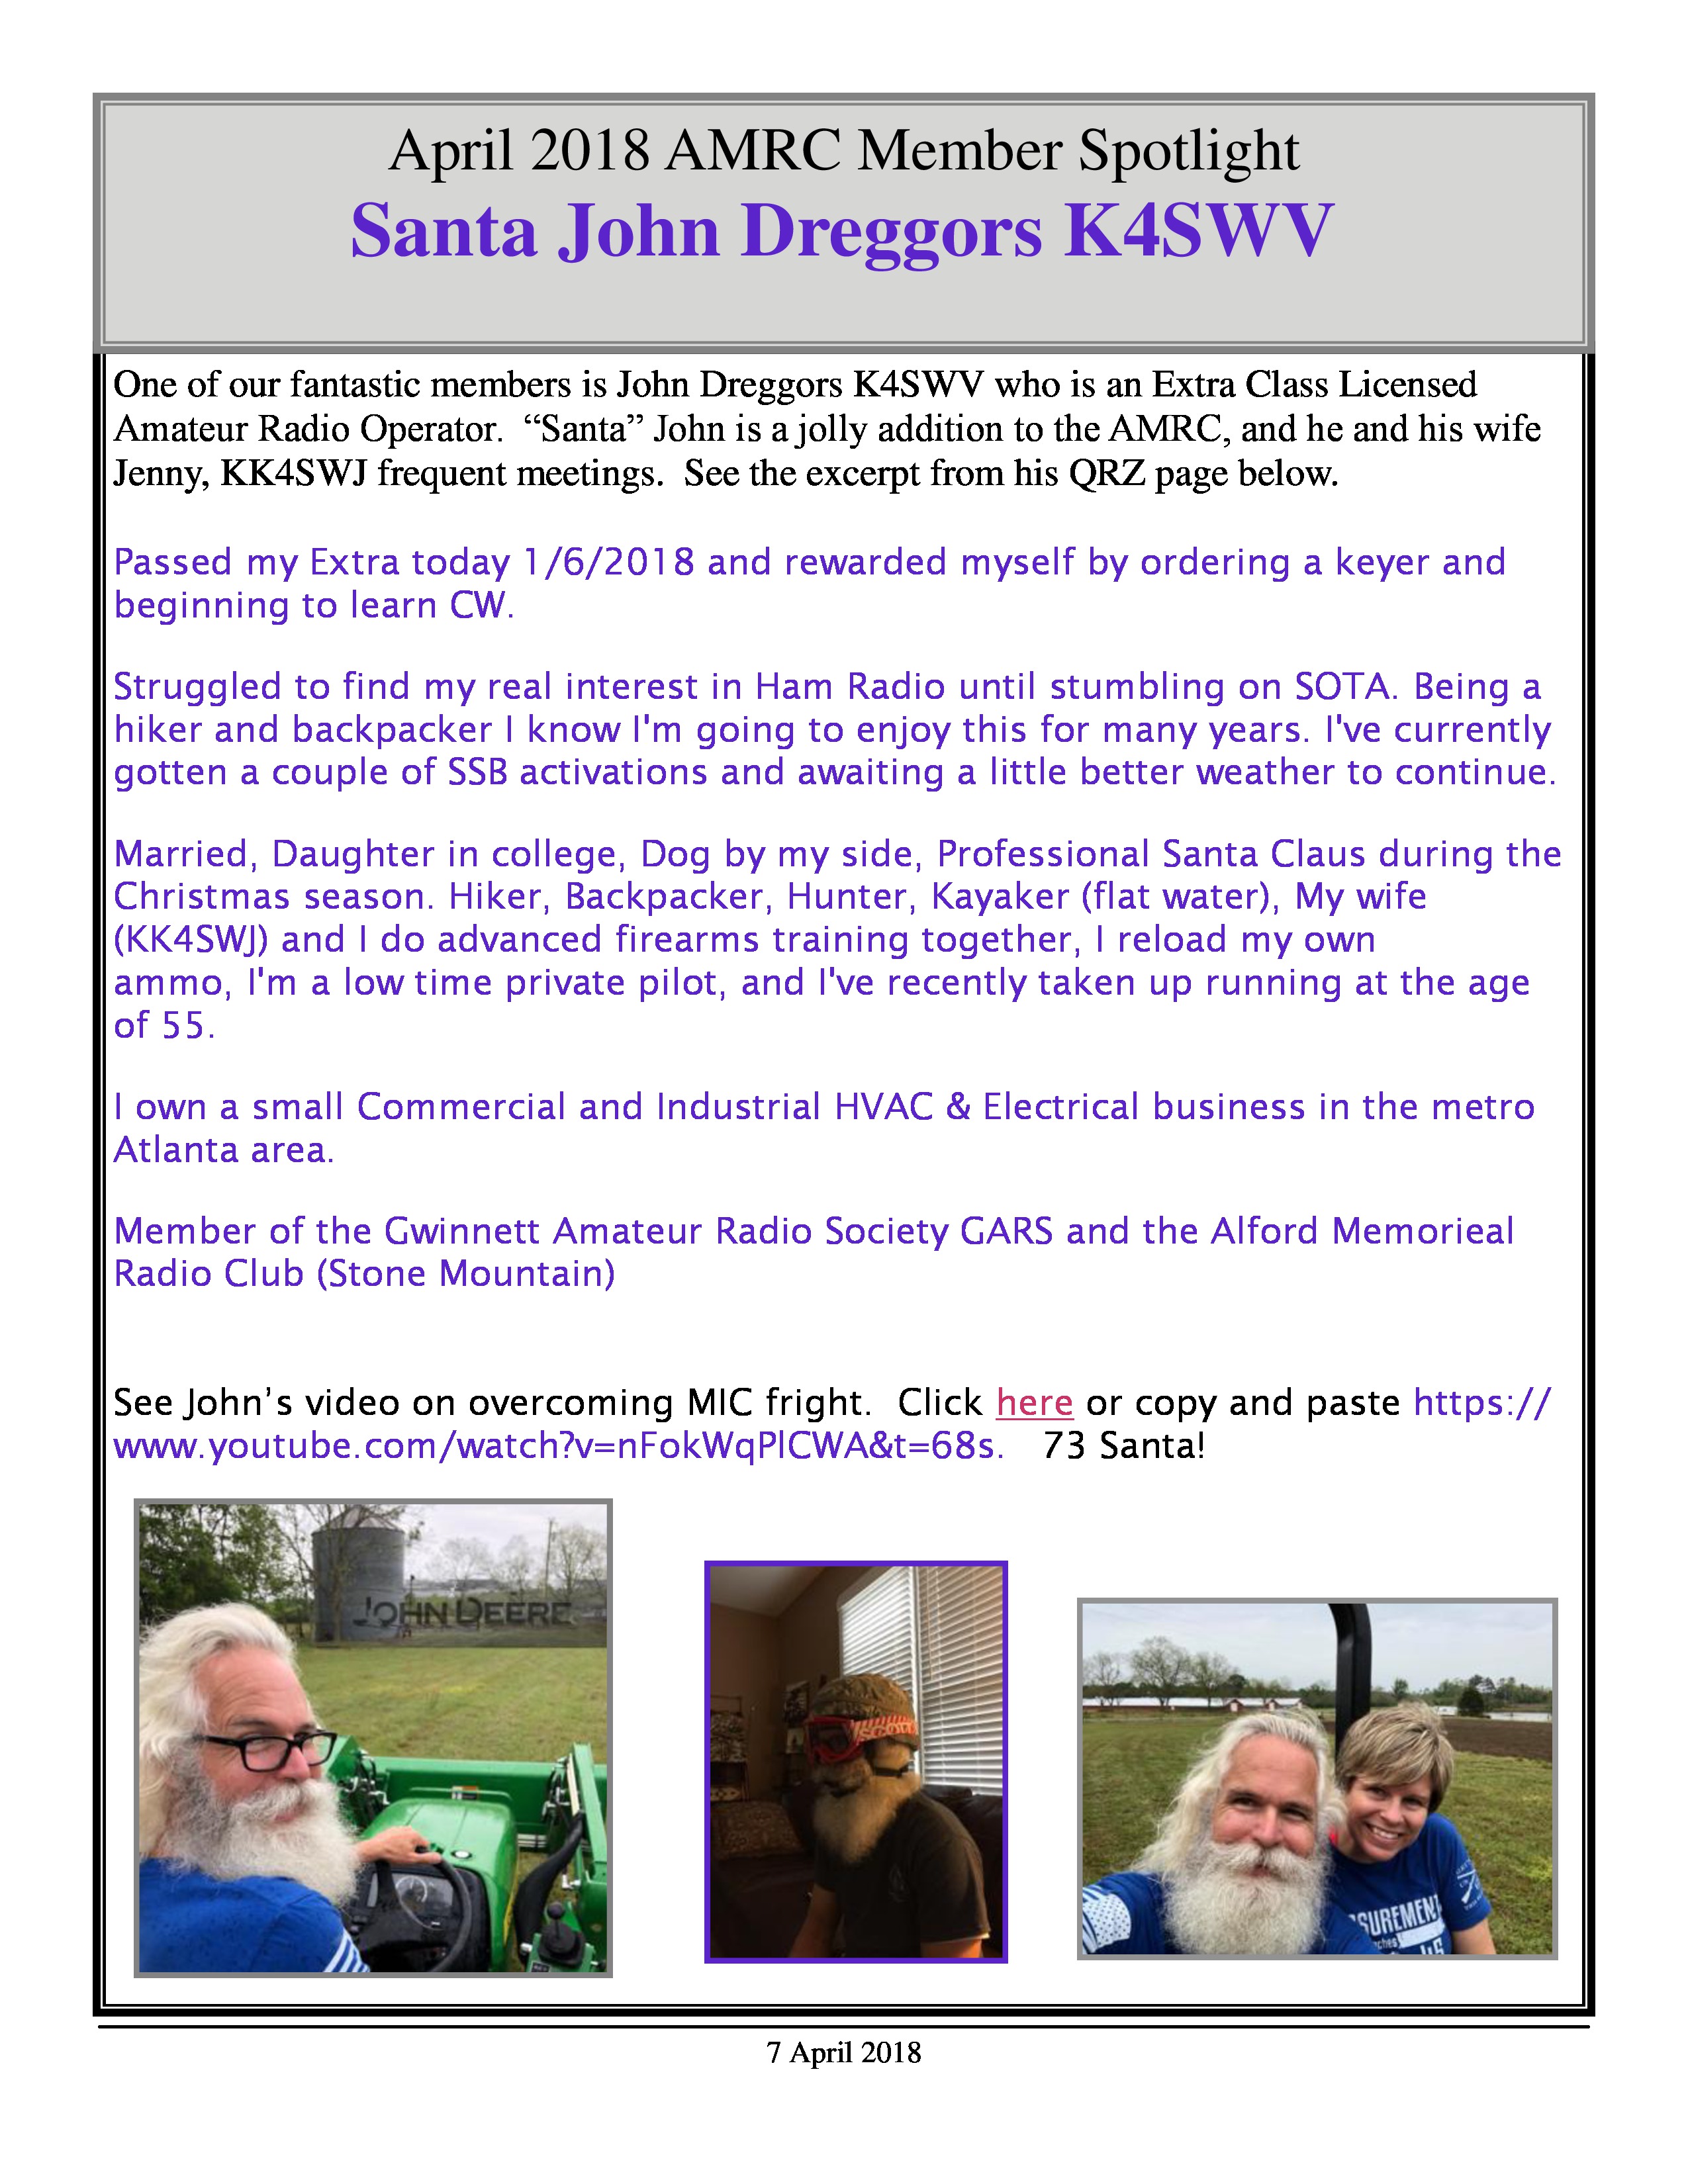 April 2018 AMRC Member Spotlight
Santa John Dreggors K4SWV
One of our fantastic members is John Dreggors K4SWV who is an Extra Class Licensed
Amateur Radio Operator.  “Santa” John is a jolly addition to the AMRC, and he and his wife
Jenny, KK4SWJ frequent meetings.  See the excerpt from his QRZ page below.
Passed my Extra today 1/6/2018 and rewarded myself by ordering a keyer and
beginning to learn CW.
Struggled to find my real interest in Ham Radio until stumbling on SOTA. Being a
hiker and backpacker I know I'm going to enjoy this for many years. I've currently
gotten a couple of SSB activations and awaiting a little better weather to continue.
Married, Daughter in college, Dog by my side, Professional Santa Claus during the
Christmas season. Hiker, Backpacker, Hunter, Kayaker (flat water), My wife
(KK4SWJ) and I do advanced firearms training together, I reload my own
ammo, I'm a low time private pilot, and I've recently taken up running at the age
of 55.
I own a small Commercial and Industrial HVAC & Electrical business in the metro
Atlanta area.
Member of the Gwinnett Amateur Radio Society GARS and the Alford Memorieal
Radio Club (Stone Mountain)
See John’s video on overcoming MIC fright.  Click here or copy and paste https://
www.youtube.com/watch?v=nFokWqPlCWA&t=68s.   73 Santa!
JOHN DEERE
SCOTT
SUREMEN
ches
7 April 2018